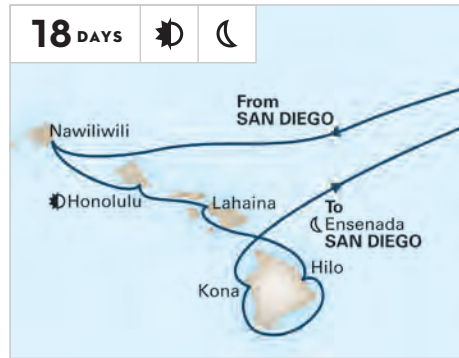 18 DAYS
From
SAN DIEGO
Nawiliwili
Honolulu
Lahaina
To
Ensenada
SAN DIEGO
Hilo
Kona